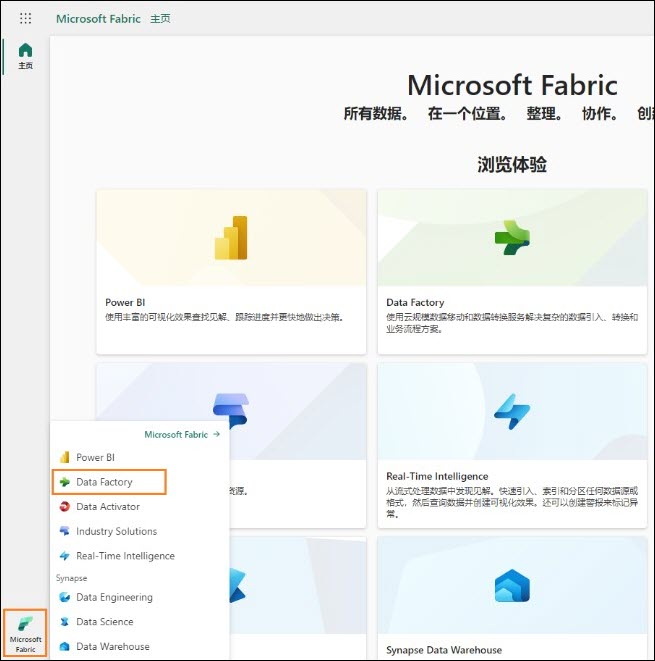 Microsoft Fabric 主页
主页
Microsoft Fabric
所有数据。 在一个位置。 整理。 协作。
浏览体验
Power BI
使用丰富的可视化效果查找见解、跟踪进度并更快地做出决策。
Data Factory
使用云规模数据移动和数据转换服务解决复杂的数据引入、转换和
业务流程方案。
资源。
Real-Time Intelligence
从流式处理数据中发现见解。快速引入、索引和分区任何数据源或
格式，然后查询数据并创建可视化效果。还可以创建警报来标记异
常。
Synapse Data Warehouse
Microsoft Fabric
Power BI
Data Factory
Data Activator
Industry Solutions
Real-Time Intelligence
Synapse
Data Engineering
Data Science
Data Warehouse
Microsoft
Fabric